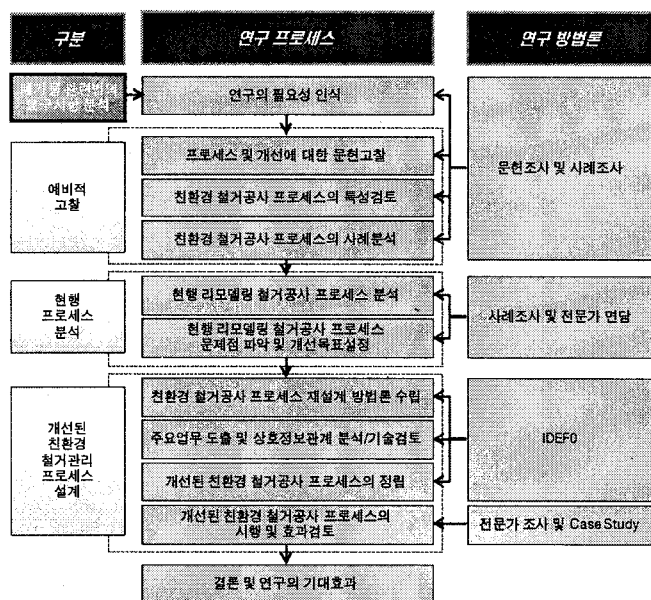 구분
연구 프로세스
연구 방법론
연구의 필요성 인식
예비적
고찰
프로세스 및 개선에 대한 문헌고찰
친환경 철거공사 프로세스의 특성검토
친환경 철거공사 프로세스의 사례분석
문헌조사 및 사례조사
현행
프로세스
분석
현행 리모델링 철거공사 프로세스 분석
현행 리모델링 철거공사 프로세스
문제점 파악 및 개선목표설정
사례조사 및 전문가 면담
개선된
친환경
철거관리
프로세스
설계
친환경 철거공사 프로세스 재설계 방법론 수립
주요업무 도출 및 상호정보관계 분석/기술검토
개선된 친환경 철거공사 프로세스의 정립
개선된 친환경 철거공사 프로세스의
시행 및 효과검토
IDEF0
전문가 조사 및 Case Study
결론 및 연구의 기대효과